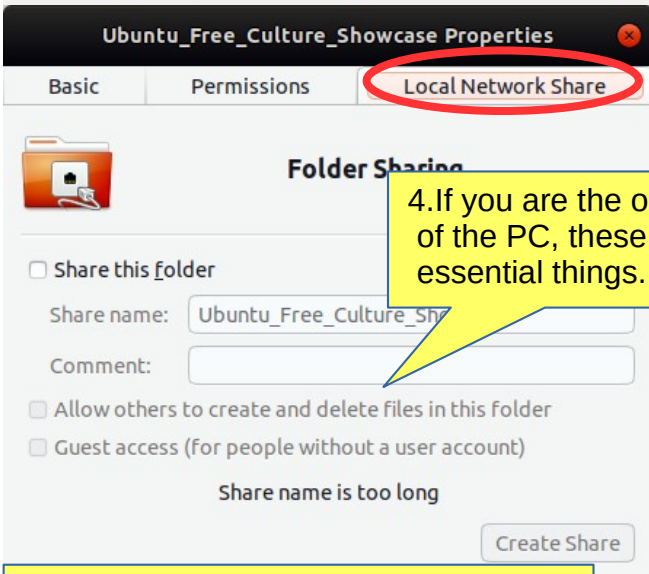 Ubuntu_Free_Culture_Showcase Properties
Basic Permissions Local Network Share
Folder Sharing
4.If you are the o
of the PC, these
essential things.
Share this folder
Share name: Ubuntu_Free_Culture_Sho
Comment:
Allow others to create and delete files in this folder
Guest access (for people without a user account)
Share name is too long
Create Share